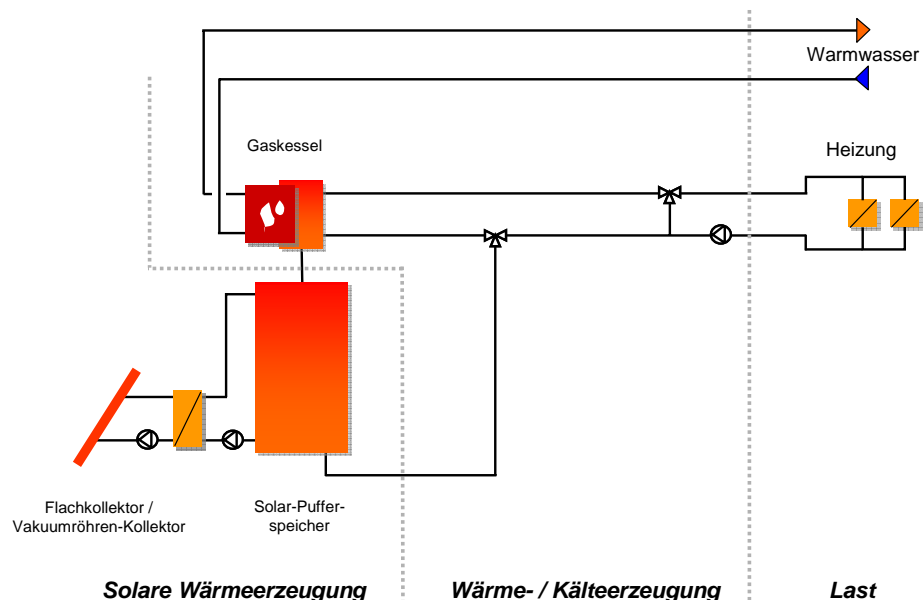 Warmwasser
Gaskessel
Heizung
Flachkollektor /
Vakuumröhren-Kollektor
Solar-Puffer-
speicher
Solare Wärmeerzeugung
Wärme- / Kälteerzeugung
Last